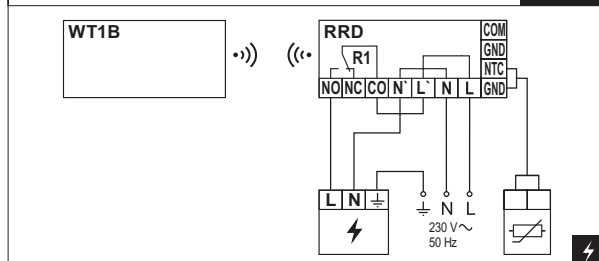 WT1B
RRD
COM
GND
R1
NTC
NO NC CO N` L` N L GND
L N
N L
230 V~
50 Hz